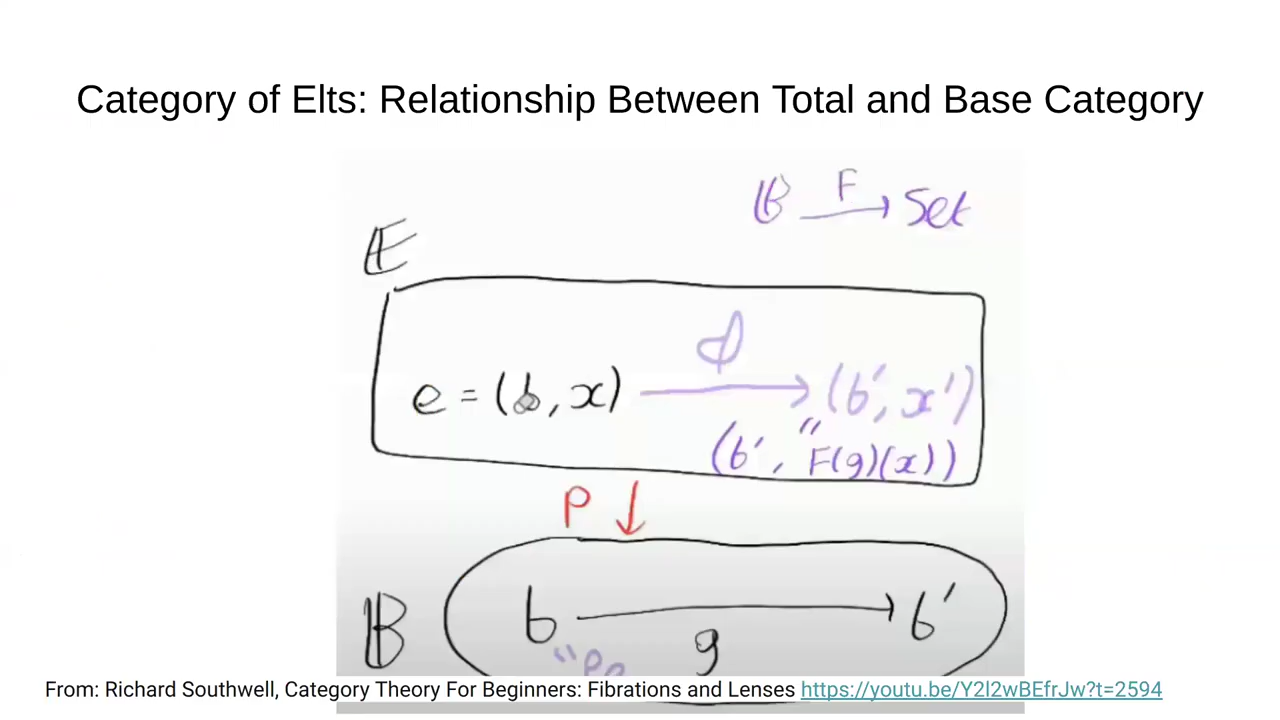 Category of Elts: Relationship Between Total and Base Category
𝔹 F→ Set
𝔼
e = (b, x) ϕ→ (b', x')
"
(b', F(g)(x))
P ↓
𝔹
b → b'
g
From: Richard Southwell, Category Theory For Beginners: Fibrations and Lenses https://youtu.be/Y2l2wBEfrJw?t=2594